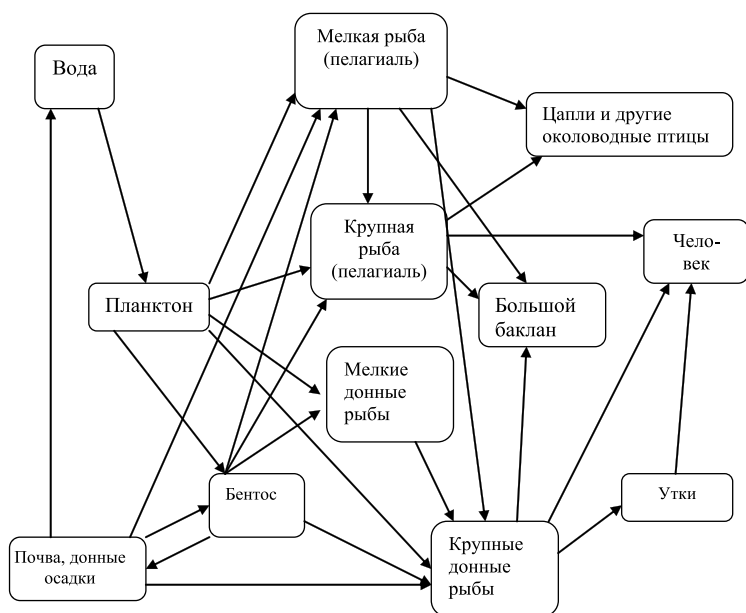 Мелкая рыба
(пелагиаль)
Вода
Цапли и другие
околоводные птицы
Крупная
рыба
(пелагиаль)
Чело-
век
Планктон
Большой
баклан
Мелкие
донные
рыбы
Бентос
Утки
Почва, донные
осадки
Крупные
донные
рыбы